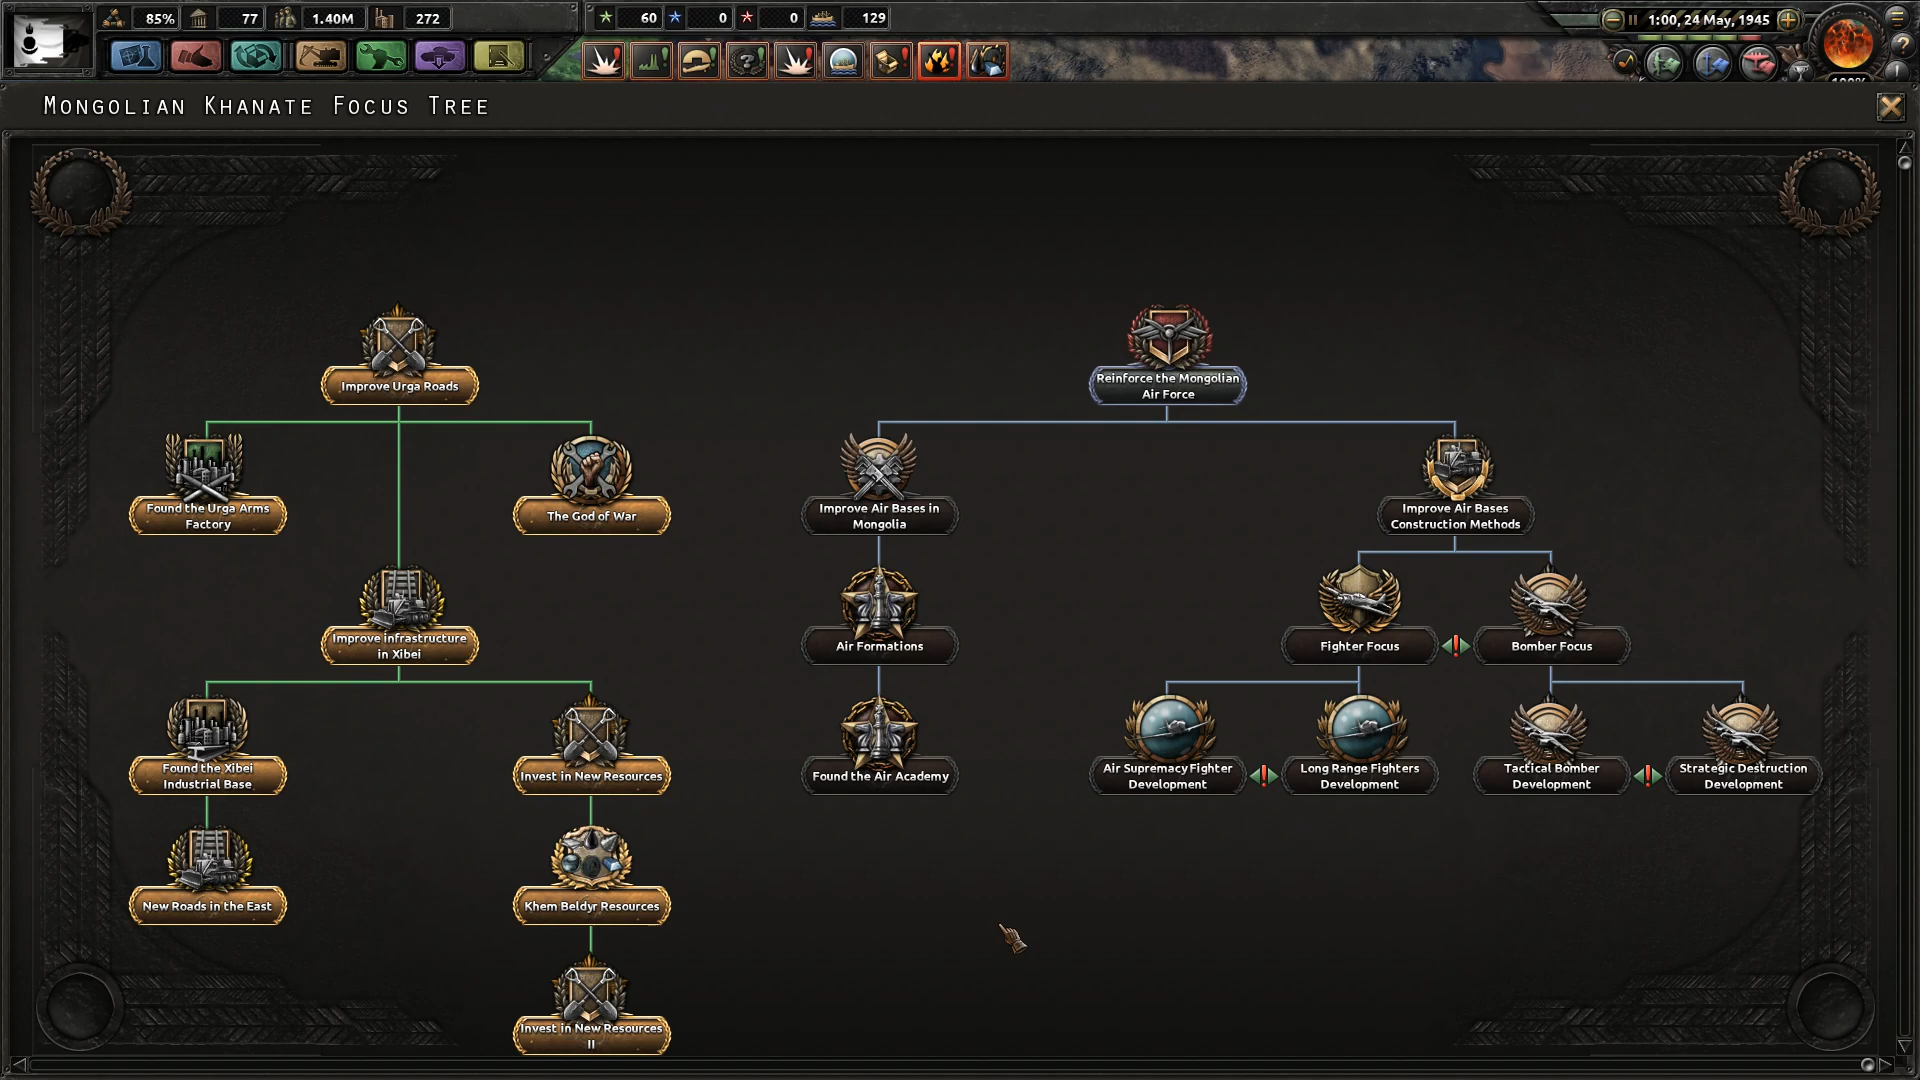 85%
77
1.40M
272
60
0
0
129
1:00, 24 May, 1945
Mongolian Khanate Focus Tree
Improve Urga Roads
Reinforce the Mongolian
Air Force
Found the Urga Arms
Factory
The God of War
Improve Air Bases in
Mongolia
Improve Air Bases
Construction Methods
Improve infrastructure
in Xibei
Air Formations
Fighter Focus
Bomber Focus
Found the Xibei
Industrial Base
Invest in New Resources
Found the Air Academy
Air Supremacy Fighter
Development
Long Range Fighters
Development
Tactical Bomber
Development
Strategic Destruction
Development
New Roads in the East
Khem Beldyr Resources
Invest in New Resources
II